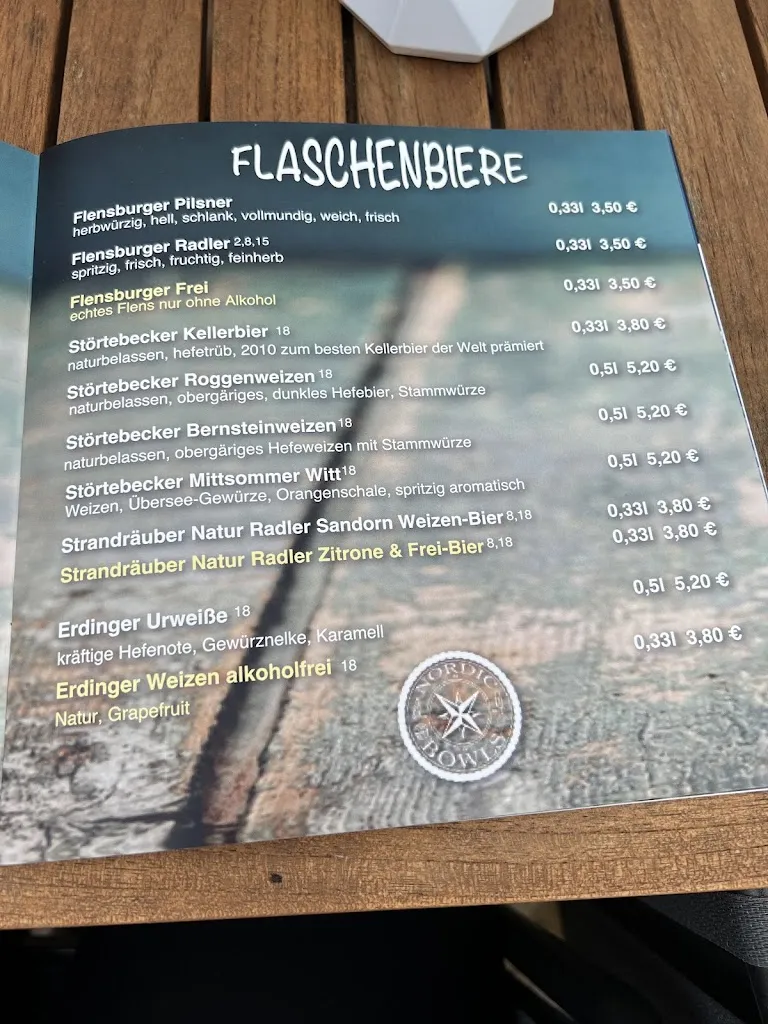 FLASCHENBIERE
Flensburger Pilsner 0,33l 3,50 €
herbwürzig, hell, schlank, vollmundig, weich, frisch
Flensburger Radler 2,8,15 0,33l 3,50 €
spritzig, frisch, fruchtig, feinherb
Flensburger Frei 0,33l 3,50 €
echtes Flens nur ohne Alkohol
Störtebecker Kellerbier 18 0,33l 3,80 €
naturbelassen, hefetrüb, 2010 zum besten Kellerbier der Welt prämiert
Störtebecker Roggenweizen 18 0,5l 5,20 €
naturbelassen, obergäriges, dunkles Hefebier, Stammwürze
Störtebecker Bernsteinweizen 18 0,5l 5,20 €
naturbelassen, obergäriges Hefeweizen mit Stammwürze
Störtebecker Mittsommer Witt 18 0,5l 5,20 €
Weizen, Übersee-Gewürze, Orangenschale, spritzig aromatisch
Strandräuber Natur Radler Sandorn Weizen-Bier 8,18 0,33l 3,80 €
Strandräuber Natur Radler Zitrone & Frei-Bier 8,18 0,33l 3,80 €
Erdinger Urweiße 18 0,5l 5,20 €
kräftige Hefenote, Gewürznelke, Karamell
Erdinger Weizen alkoholfrei 18 0,33l 3,80 €
Natur, Grapefruit
NORDIC
BOWLS